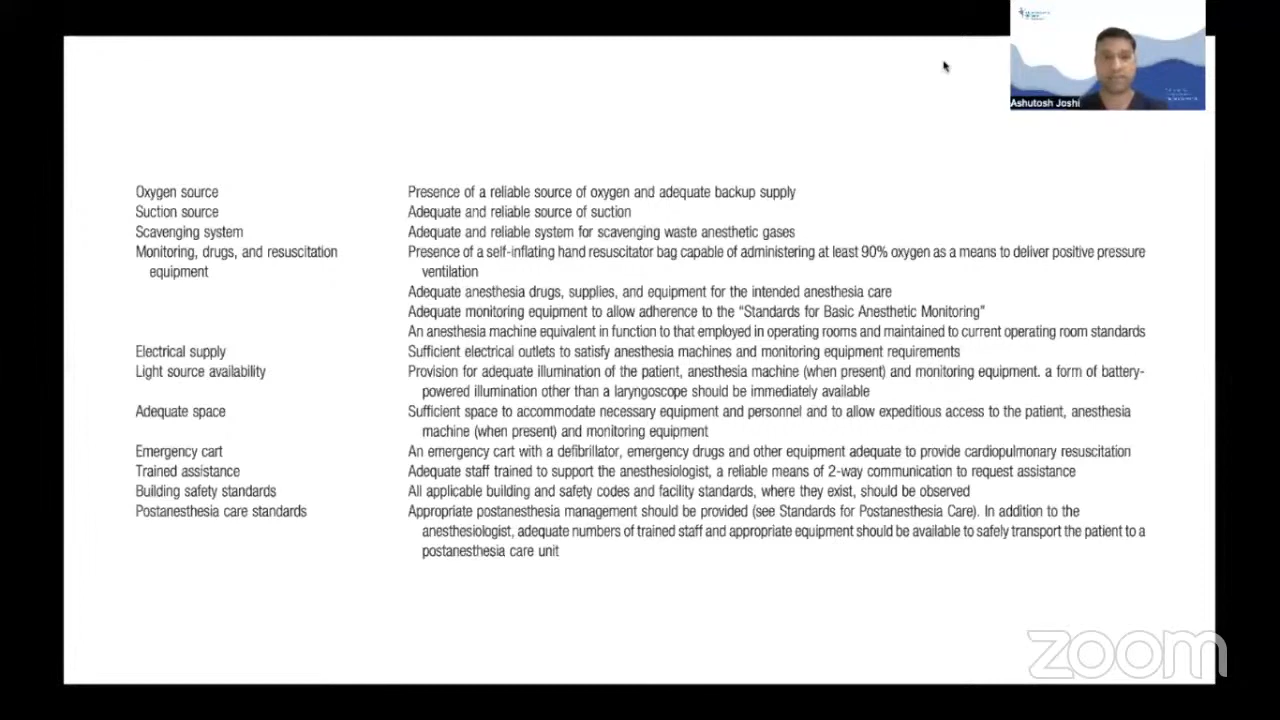 Ashutosh Joshi
Oxygen source Presence of a reliable source of oxygen and adequate backup supply
Suction source Adequate and reliable source of suction
Scavenging system Adequate and reliable system for scavenging waste anesthetic gases
Monitoring, drugs, and resuscitation Presence of a self-inflating hand resuscitator bag capable of administering at least 90% oxygen as a means to deliver positive pressure
equipment ventilation
Adequate anesthesia drugs, supplies, and equipment for the intended anesthesia care
Adequate monitoring equipment to allow adherence to the “Standards for Basic Anesthetic Monitoring”
An anesthesia machine equivalent in function to that employed in operating rooms and maintained to current operating room standards
Electrical supply Sufficient electrical outlets to satisfy anesthesia machines and monitoring equipment requirements
Light source availability Provision for adequate illumination of the patient, anesthesia machine (when present) and monitoring equipment. a form of battery-
powered illumination other than a laryngoscope should be immediately available
Adequate space Sufficient space to accommodate necessary equipment and personnel and to allow expeditious access to the patient, anesthesia
machine (when present) and monitoring equipment
Emergency cart An emergency cart with a defibrillator, emergency drugs and other equipment adequate to provide cardiopulmonary resuscitation
Trained assistance Adequate staff trained to support the anesthesiologist, a reliable means of 2-way communication to request assistance
Building safety standards All applicable building and safety codes and facility standards, where they exist, should be observed
Postanesthesia care standards Appropriate postanesthesia management should be provided (see Standards for Postanesthesia Care). In addition to the
anesthesiologist, adequate numbers of trained staff and appropriate equipment should be available to safely transport the patient to a
postanesthesia care unit
zoom